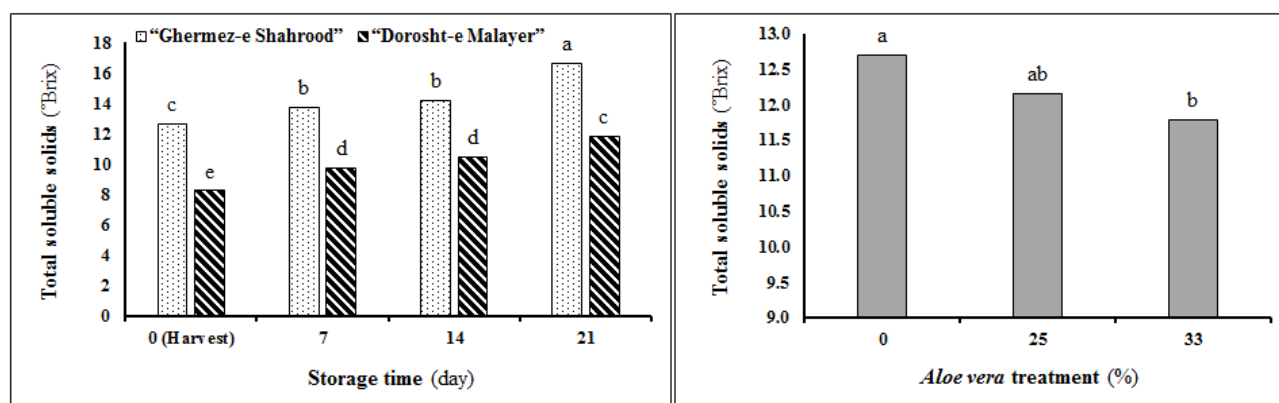 "Ghermez-e Shahrood" "Dorosht-e Malayer"
Total soluble solids (°Brix)
18
16
14
12
10
8
6
4
2
0
c
e
b
d
b
d
a
c
0 (Harvest) 7 14 21
Storage time (day)
Total soluble solids (°Brix)
13.0
12.5
12.0
11.5
11.0
10.5
10.0
9.5
9.0
a
ab
b
0 25 33
Aloe vera treatment (%)